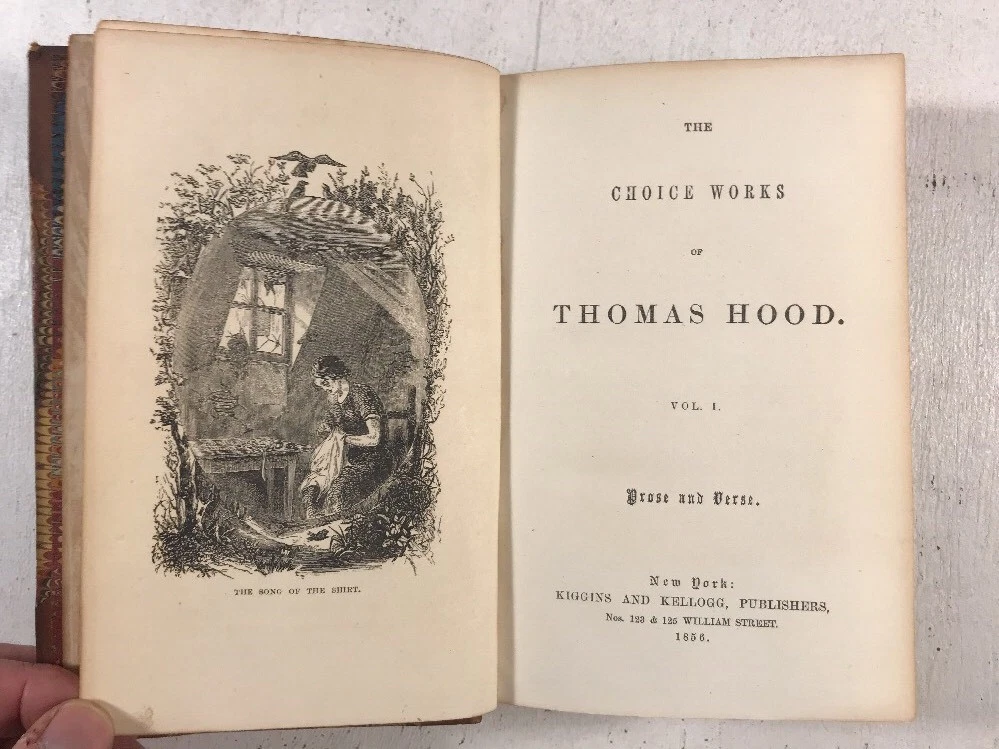 THE SONG OF THE SHIRT.
THE
CHOICE WORKS
OF
THOMAS HOOD.
VOL. I.
Prose and Verse.
New York:
KIGGINS AND KELLOGG, PUBLISHERS,
Nos. 123 & 125 WILLIAM STREET.
1856.